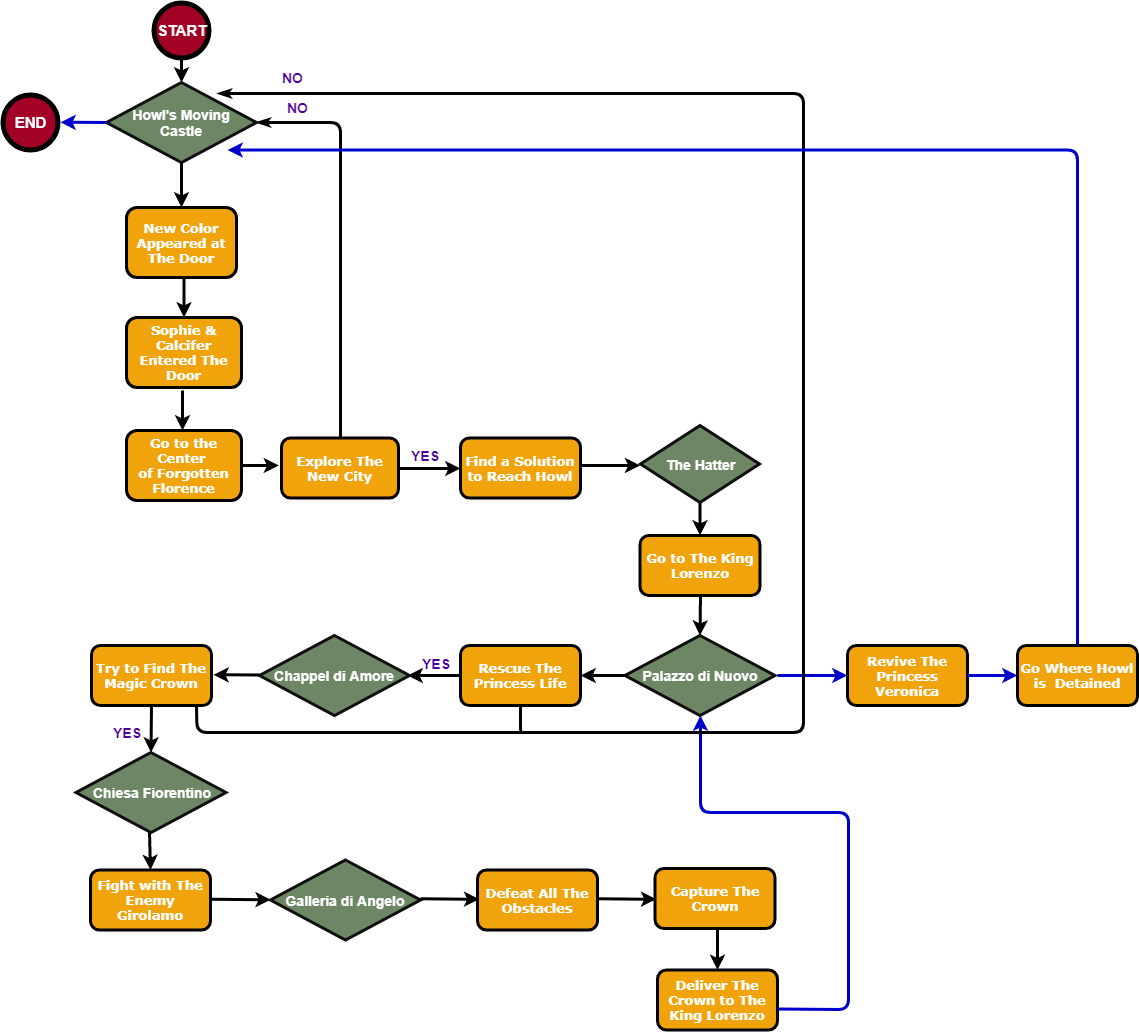 START
NO
NO
END
Howl's Moving
Castle
New Color
Appeared at
The Door
Sophie &
Calcifer
Entered The
Door
Go to the
Center
of Forgotten
Florence
Explore The
New City
YES
Find a Solution
to Reach Howl
The Hatter
Go to The King
Lorenzo
Try to Find The
Magic Crown
Chappel di Amore
YES
Rescue The
Princess Life
Palazzo di Nuovo
Revive The
Princess
Veronica
Go Where Howl
is Detained
YES
Chiesa Fiorentino
Fight with The
Enemy
Girolamo
Galleria di Angelo
Defeat All The
Obstacles
Capture The
Crown
Deliver The
Crown to The
King Lorenzo